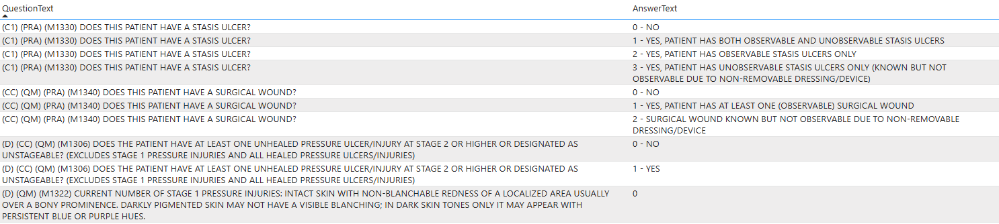 QuestionText AnswerText
(C1) (PRA) (M1330) DOES THIS PATIENT HAVE A STASIS ULCER? 0 - NO
(C1) (PRA) (M1330) DOES THIS PATIENT HAVE A STASIS ULCER? 1 - YES, PATIENT HAS BOTH OBSERVABLE AND UNOBSERVABLE STASIS ULCERS
(C1) (PRA) (M1330) DOES THIS PATIENT HAVE A STASIS ULCER? 2 - YES, PATIENT HAS OBSERVABLE STASIS ULCERS ONLY
(C1) (PRA) (M1330) DOES THIS PATIENT HAVE A STASIS ULCER? 3 - YES, PATIENT HAS UNOBSERVABLE STASIS ULCERS ONLY (KNOWN BUT NOT
OBSERVABLE DUE TO NON-REMOVABLE DRESSING/DEVICE)
(CC) (QM) (PRA) (M1340) DOES THIS PATIENT HAVE A SURGICAL WOUND? 0 - NO
(CC) (QM) (PRA) (M1340) DOES THIS PATIENT HAVE A SURGICAL WOUND? 1 - YES, PATIENT HAS AT LEAST ONE (OBSERVABLE) SURGICAL WOUND
(CC) (QM) (PRA) (M1340) DOES THIS PATIENT HAVE A SURGICAL WOUND? 2 - SURGICAL WOUND KNOWN BUT NOT OBSERVABLE DUE TO NON-REMOVABLE
DRESSING/DEVICE
(D) (CC) (QM) (M1306) DOES THE PATIENT HAVE AT LEAST ONE UNHEALED PRESSURE ULCER/INJURY AT STAGE 2 OR HIGHER OR DESIGNATED AS 0 - NO
UNSTAGEABLE? (EXCLUDES STAGE 1 PRESSURE INJURIES AND ALL HEALED PRESSURE ULCERS/INJURIES)
(D) (CC) (QM) (M1306) DOES THE PATIENT HAVE AT LEAST ONE UNHEALED PRESSURE ULCER/INJURY AT STAGE 2 OR HIGHER OR DESIGNATED AS 1 - YES
UNSTAGEABLE? (EXCLUDES STAGE 1 PRESSURE INJURIES AND ALL HEALED PRESSURE ULCERS/INJURIES)
(D) (QM) (M1322) CURRENT NUMBER OF STAGE 1 PRESSURE INJURIES: INTACT SKIN WITH NON-BLANCHABLE REDNESS OF A LOCALIZED AREA USUALLY 0
OVER A BONY PROMINENCE. DARKLY PIGMENTED SKIN MAY NOT HAVE A VISIBLE BLANCHING; IN DARK SKIN TONES ONLY IT MAY APPEAR WITH
PERSISTENT BLUE OR PURPLE HUES.